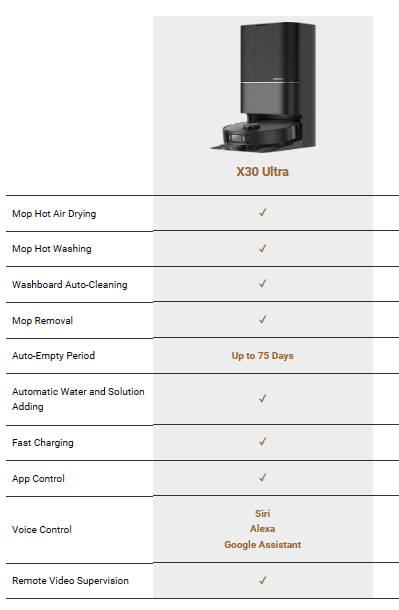 X30 Ultra
Mop Hot Air Drying ✓
Mop Hot Washing ✓
Washboard Auto-Cleaning ✓
Mop Removal ✓
Auto-Empty Period Up to 75 Days
Automatic Water and Solution
Adding ✓
Fast Charging ✓
App Control ✓
Voice Control
Siri
Alexa
Google Assistant
Remote Video Supervision ✓